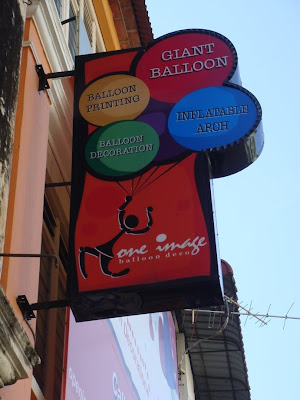 GIANT
BALLOON
BALLOON
PRINTING
INFLATABLE
ARCH
BALLOON
DECORATION
one image
balloon deco